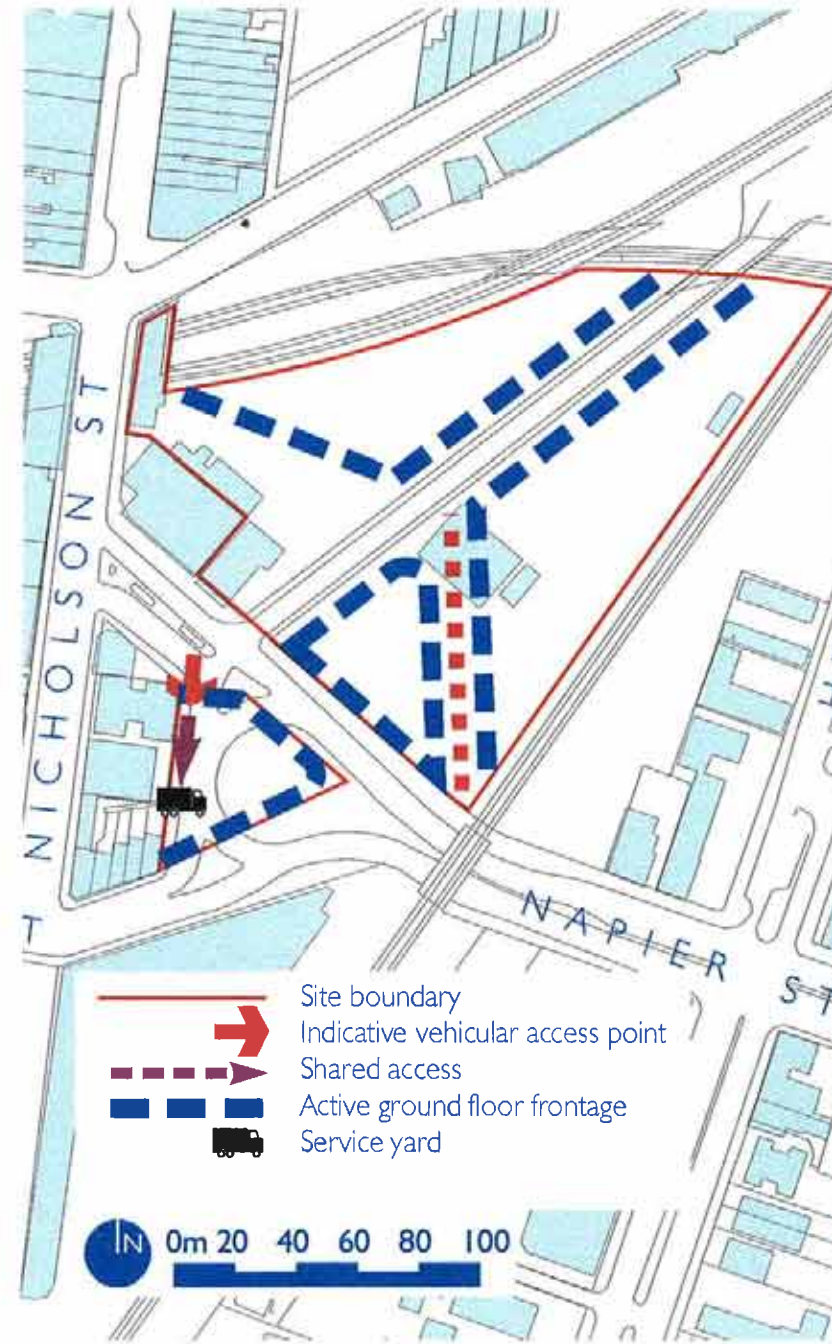 NICHOLSON ST
T
NAPIER ST
Site boundary
Indicative vehicular access point
Shared access
Active ground floor frontage
Service yard
N
0m 20 40 60 80 100